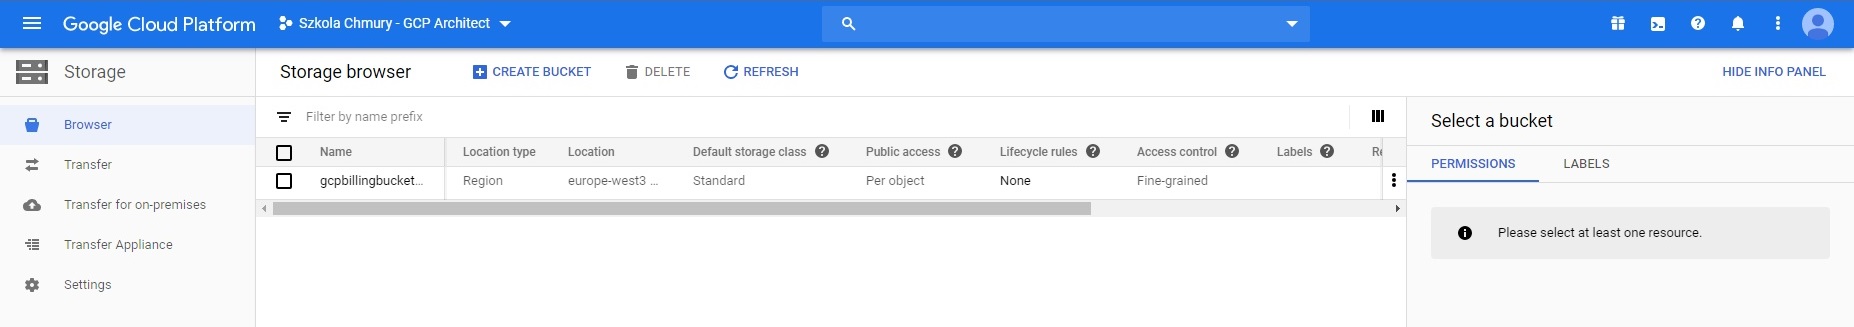 Google Cloud Platform Szkola Chmury - GCP Architect
Storage
Storage browser CREATE BUCKET DELETE REFRESH HIDE INFO PANEL
Browser
Transfer
Transfer for on-premises
Transfer Appliance
Settings
Filter by name prefix
Name Location type Location Default storage class Public access Lifecycle rules Access control Labels Re
gcpbillingbucket... Region europe-west3 ... Standard Per object None Fine-grained
Select a bucket
PERMISSIONS LABELS
Please select at least one resource.